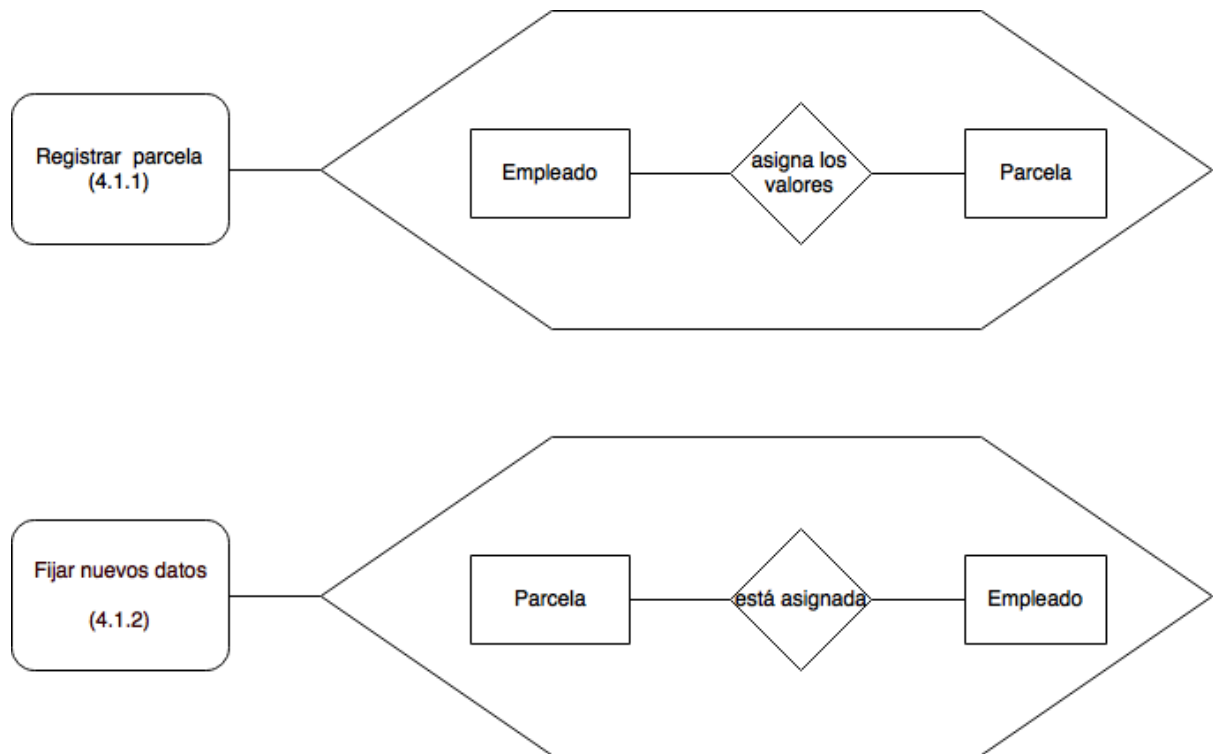 Registrar parcela
(4.1.1)
Empleado
asigna los
valores
Parcela
Fijar nuevos datos
(4.1.2)
Parcela
está asignada
Empleado